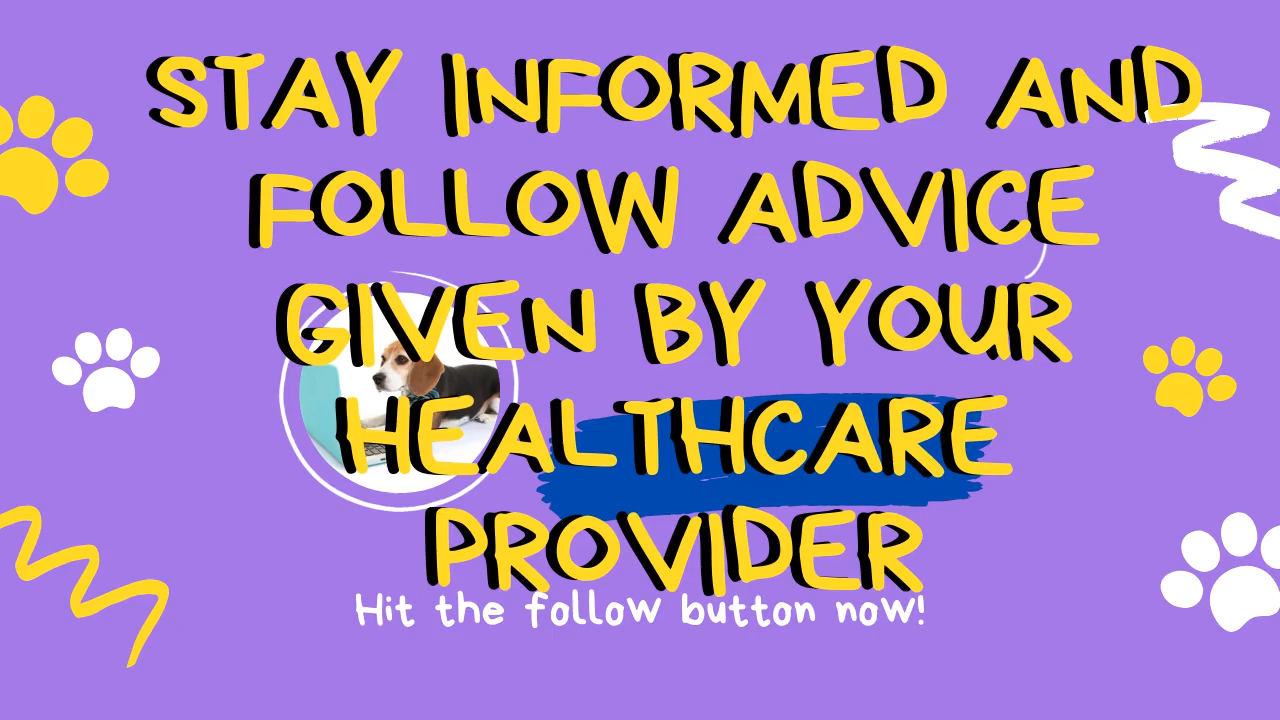 STAY INFORMED AND
FOLLOW ADVICE
GIVEN BY YOUR
HEALTHCARE
PROVIDER
Hit the follow button now!